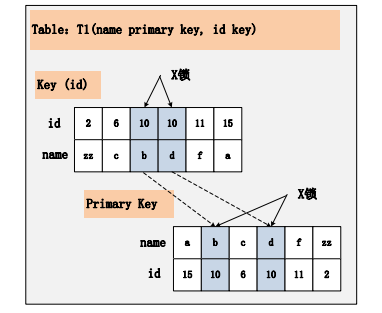 Table: T1(name primary key, id key)
X锁
Key (id)
id 2 6 10 10 11 15
name zz c b d f a
X锁
Primary Key
name a b c d f zz
id 15 10 6 10 11 2